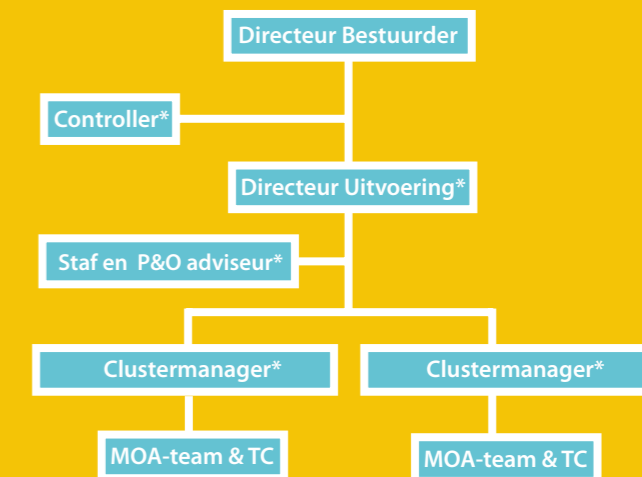 Directeur Bestuurder
Controller*
Directeur Uitvoering*
Staf en P&O adviseur*
Clustermanager*
Clustermanager*
MOA-team & TC
MOA-team & TC